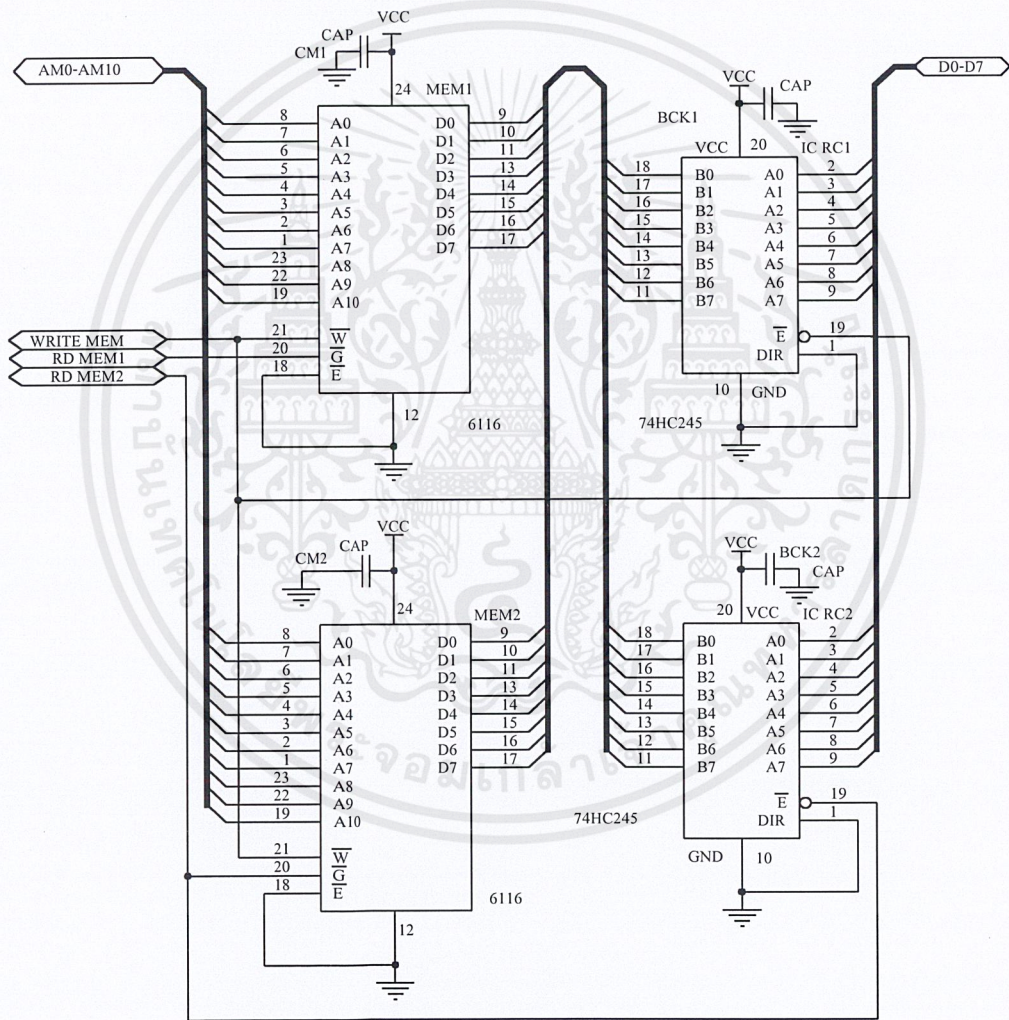 VCC
CAP
CM1
AM0-AM10
D0-D7
24
MEM1
8 A0 D0 9
7 A1 D1 10
6 A2 D2 11
5 A3 D3 13
4 A4 D4 14
3 A5 D5 15
2 A6 D6 16
1 A7 D7 17
23 A8
22 A9
19 A10
WRITE MEM
RD MEM1
RD MEM2
21 W
20 G
18 E
12
6116
VCC
CAP
BCK1
VCC 20
IC RC1
18 B0 A0 2
17 B1 A1 3
16 B2 A2 4
15 B3 A3 5
14 B4 A4 6
13 B5 A5 7
12 B6 A6 8
11 B7 A7 9
E 19
DIR 1
10 GND
74HC245
VCC
CAP
CM2
24
MEM2
8 A0 D0 9
7 A1 D1 10
6 A2 D2 11
5 A3 D3 13
4 A4 D4 14
3 A5 D5 15
2 A6 D6 16
1 A7 D7 17
23 A8
22 A9
19 A10
21 W
20 G
18 E
12
6116
VCC
BCK2
CAP
20 VCC
IC RC2
18 B0 A0 2
17 B1 A1 3
16 B2 A2 4
15 B3 A3 5
14 B4 A4 6
13 B5 A5 7
12 B6 A6 8
11 B7 A7 9
E 19
DIR 1
74HC245
GND 10